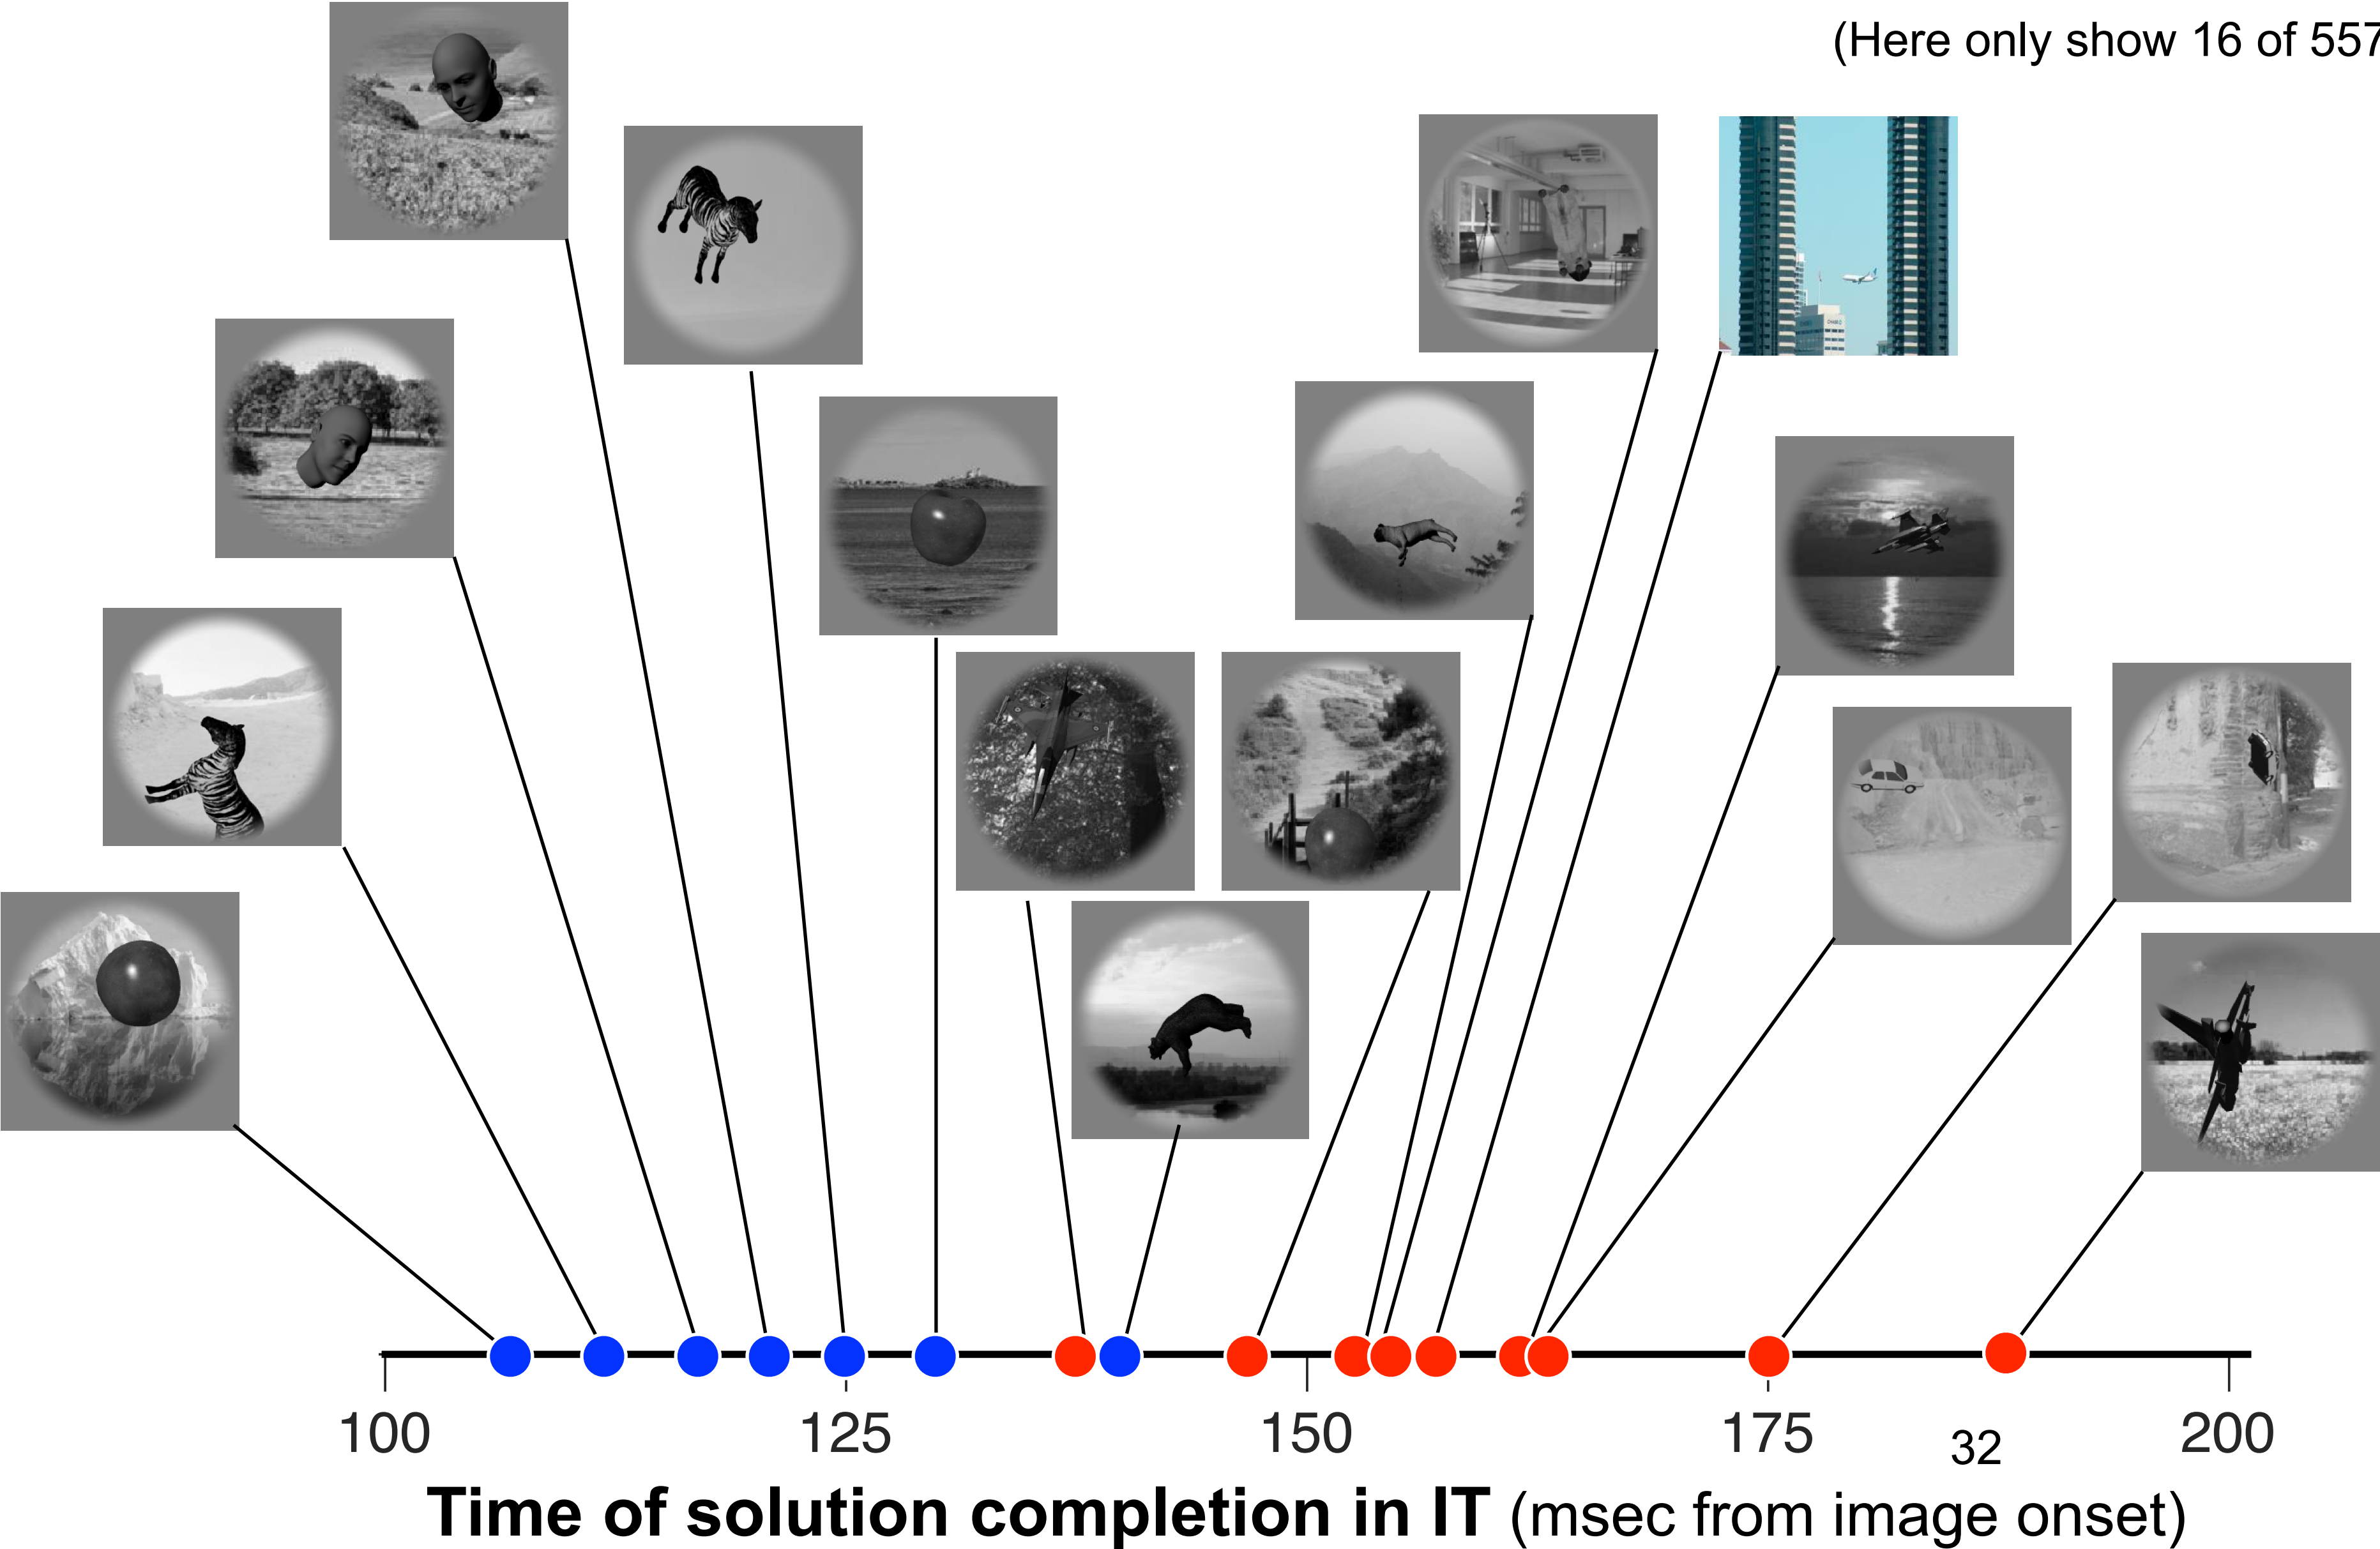 (Here only show 16 of 557
100 125 150 175 200
32
Time of solution completion in IT (msec from image onset)